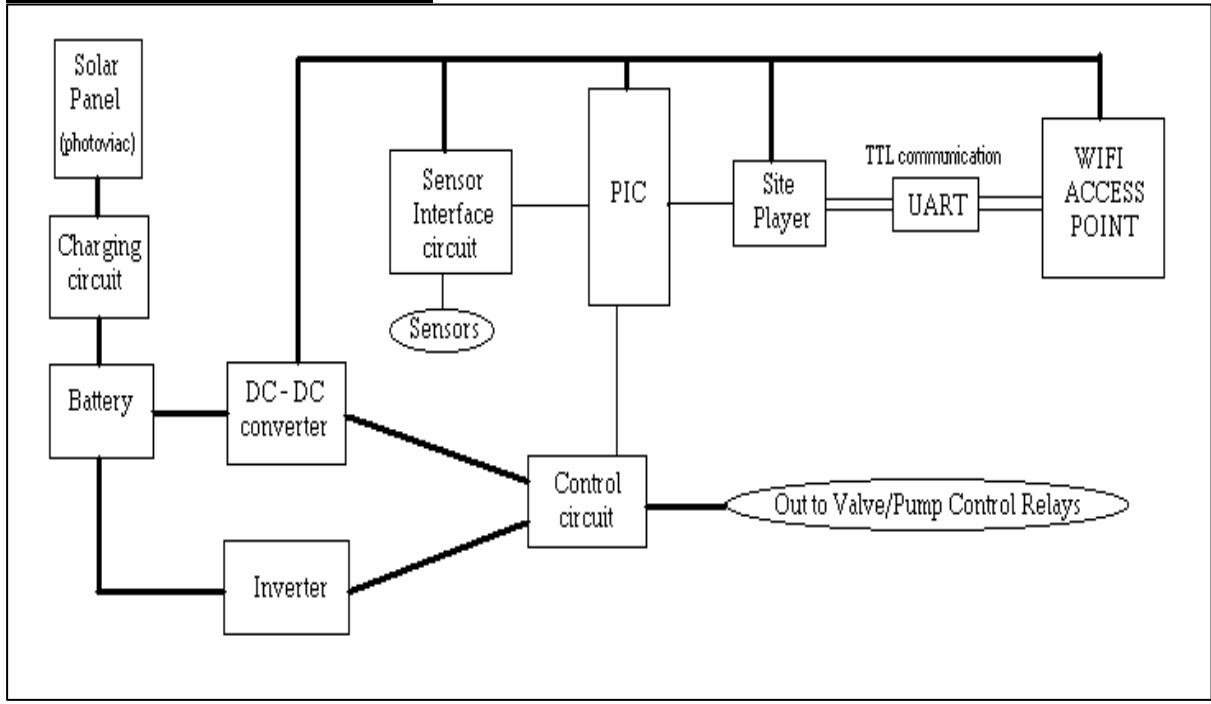 Solar
Panel
(photoviac)
Charging
circuit
Battery
DC - DC
converter
Inverter
Sensor
Interface
circuit
Sensors
PIC
Site
Player
TTL communication
UART
WIFI
ACCESS
POINT
Control
circuit
Out to Valve/Pump Control Relays